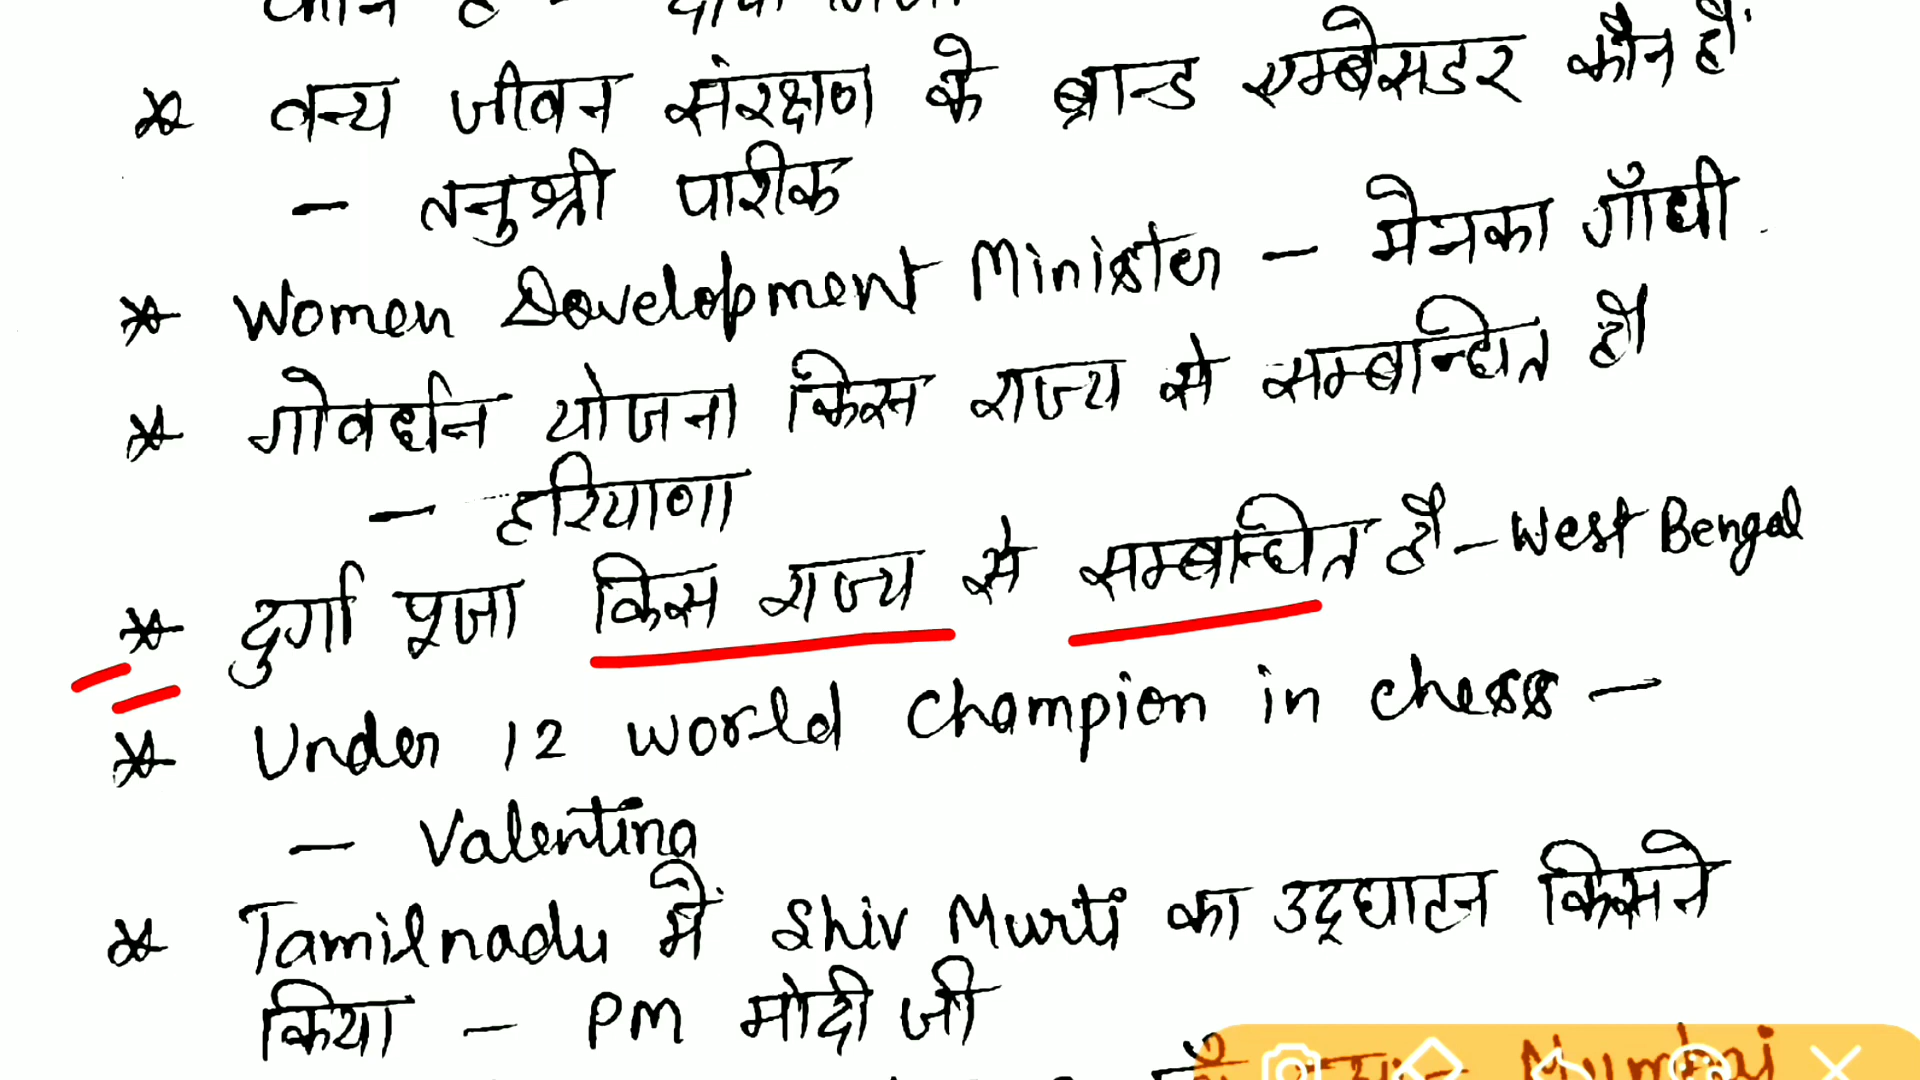 * वन्य जीवन संरक्षण के ब्रान्ड एम्बेसडर कौन हैं
- तनुश्री पारीक
* Women Development Minister - मेनका गाँधी
* गोवर्धन योजना किस राज्य से सम्बन्धित है
- हरियाणा
* दुर्गा पूजा किस राज्य से सम्बन्धित है - West Bengal
* Under 12 world champion in chess -
- Valentina
* Tamilnadu में Shiv Murti का उद्घाटन किसने
किया - PM मोदी जी
Mumbai